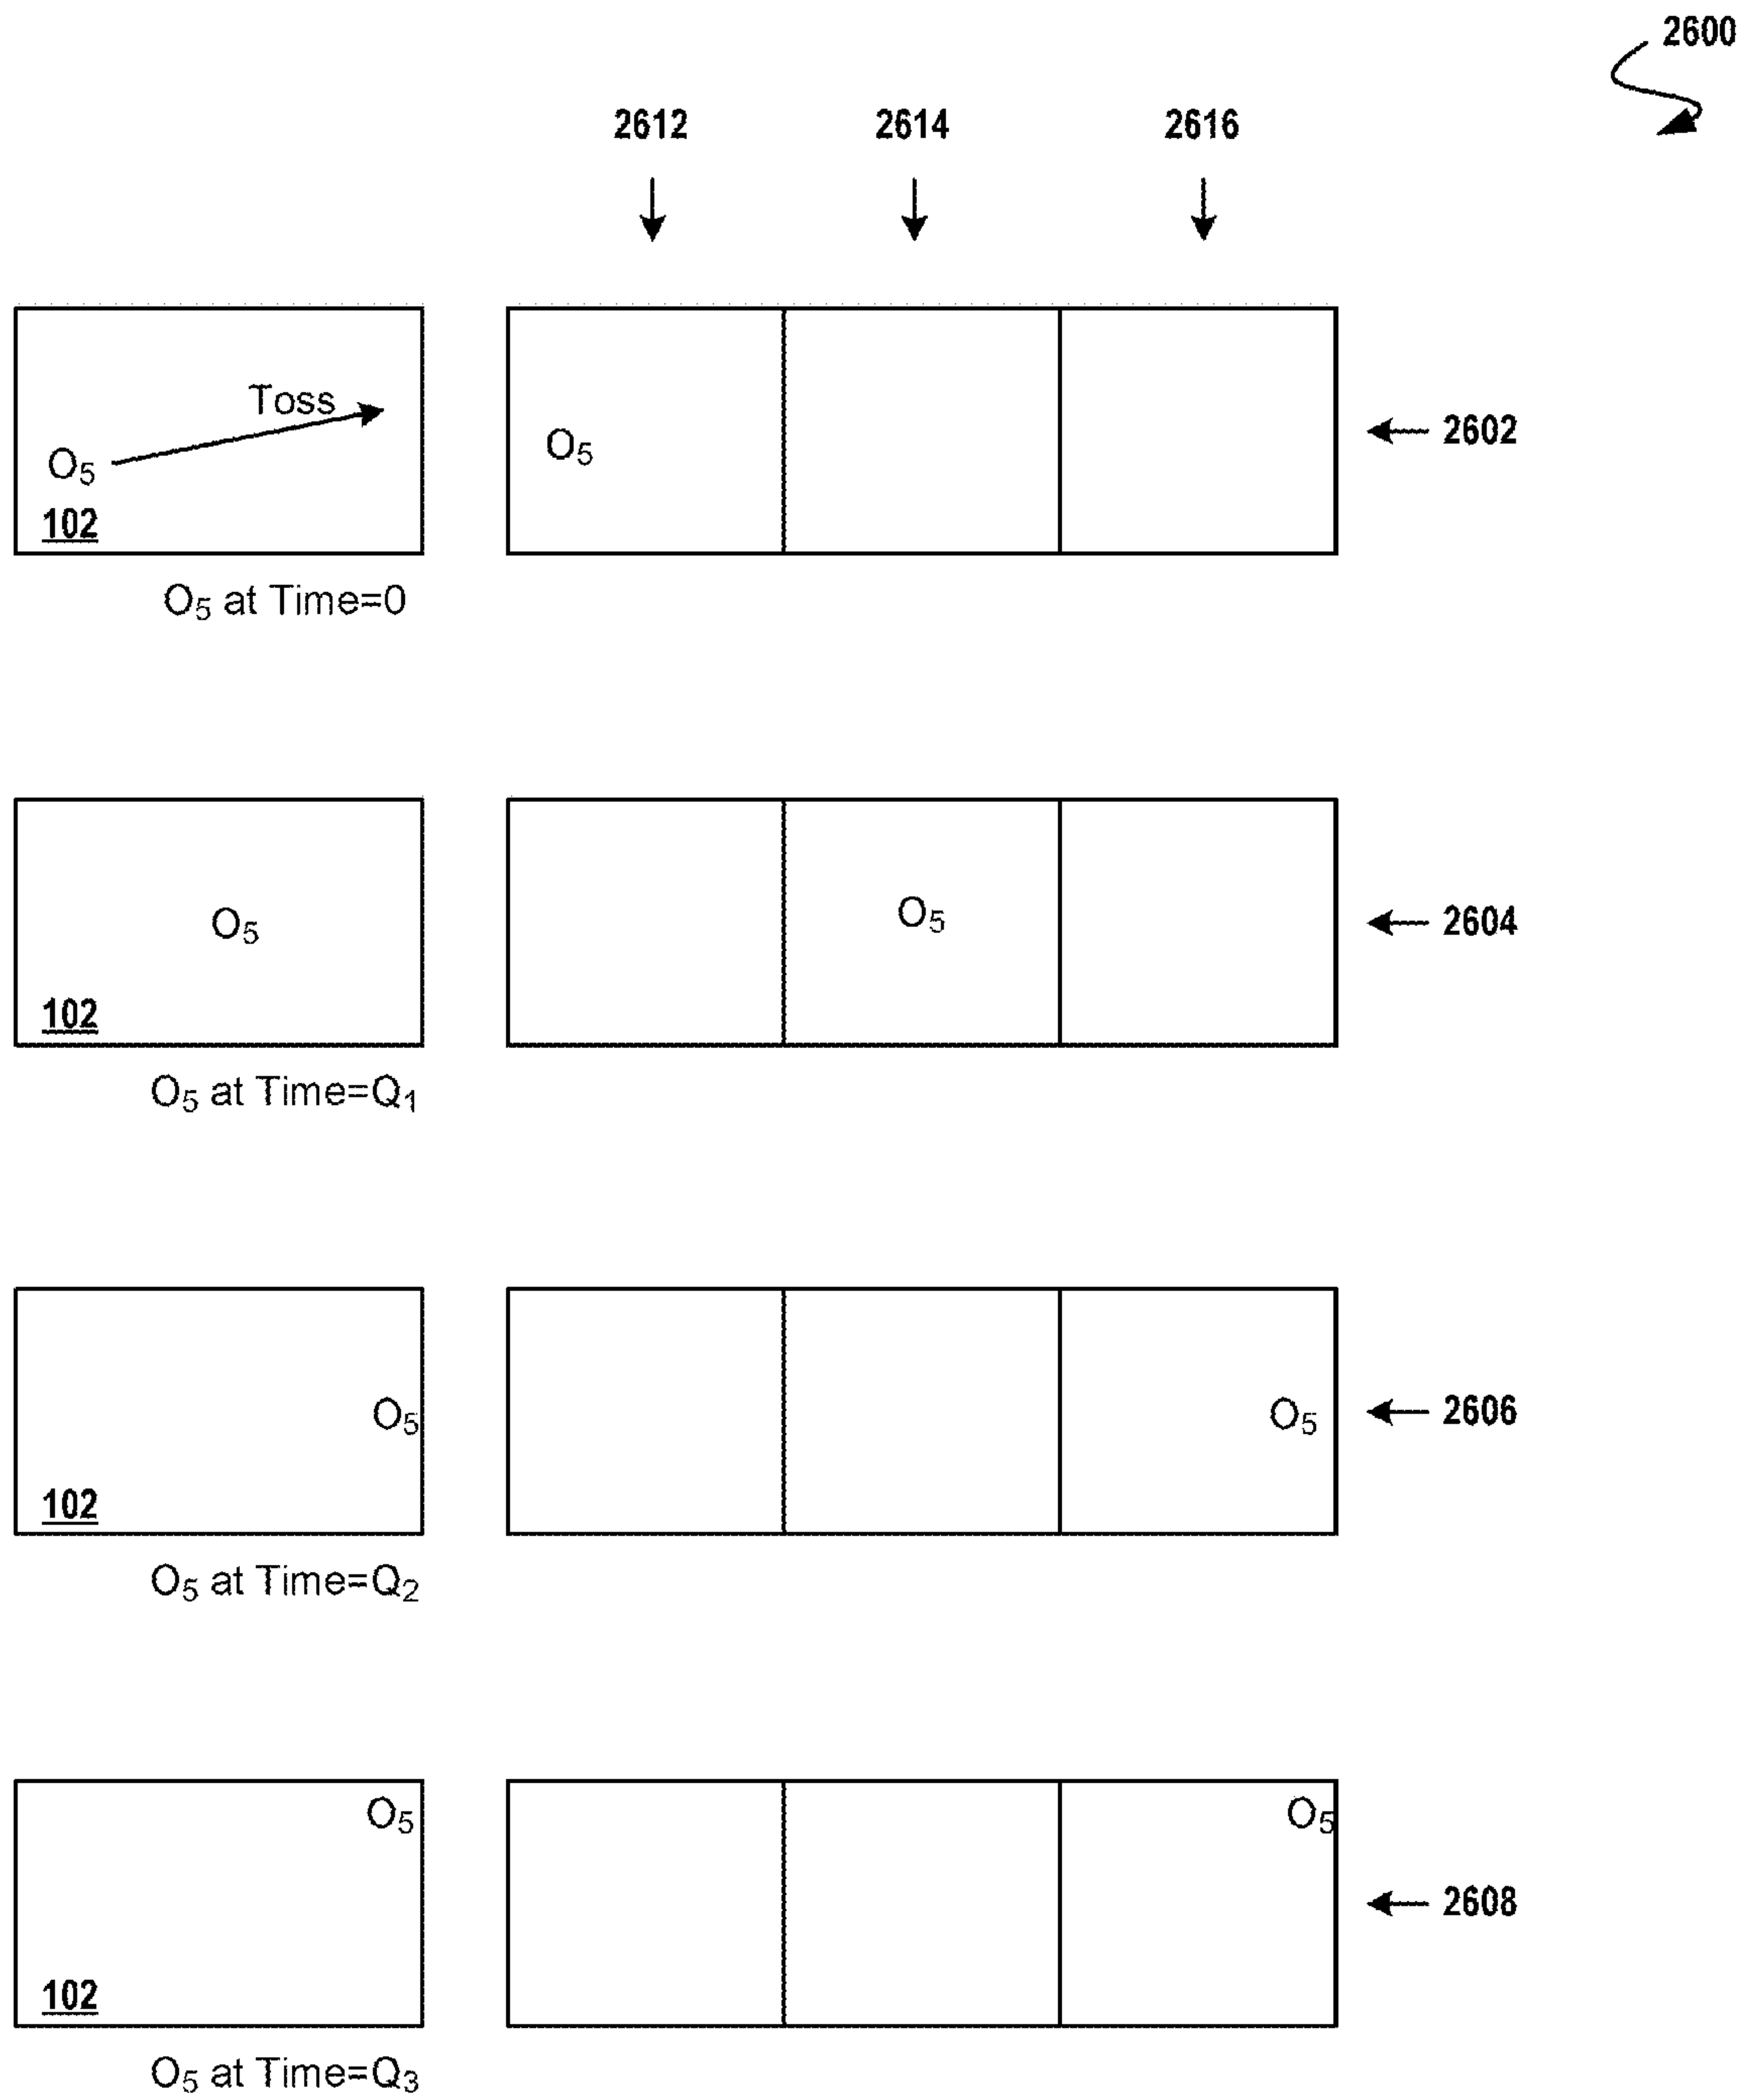 2600
2612 2614 2616
Toss
O₅ O₅ 2602
102
O₅ at Time=0
O₅ O₅ 2604
102
O₅ at Time=Q₁
O₅ O₅ 2606
102
O₅ at Time=Q₂
O₅ O₅
2608
102
O₅ at Time=Q₃